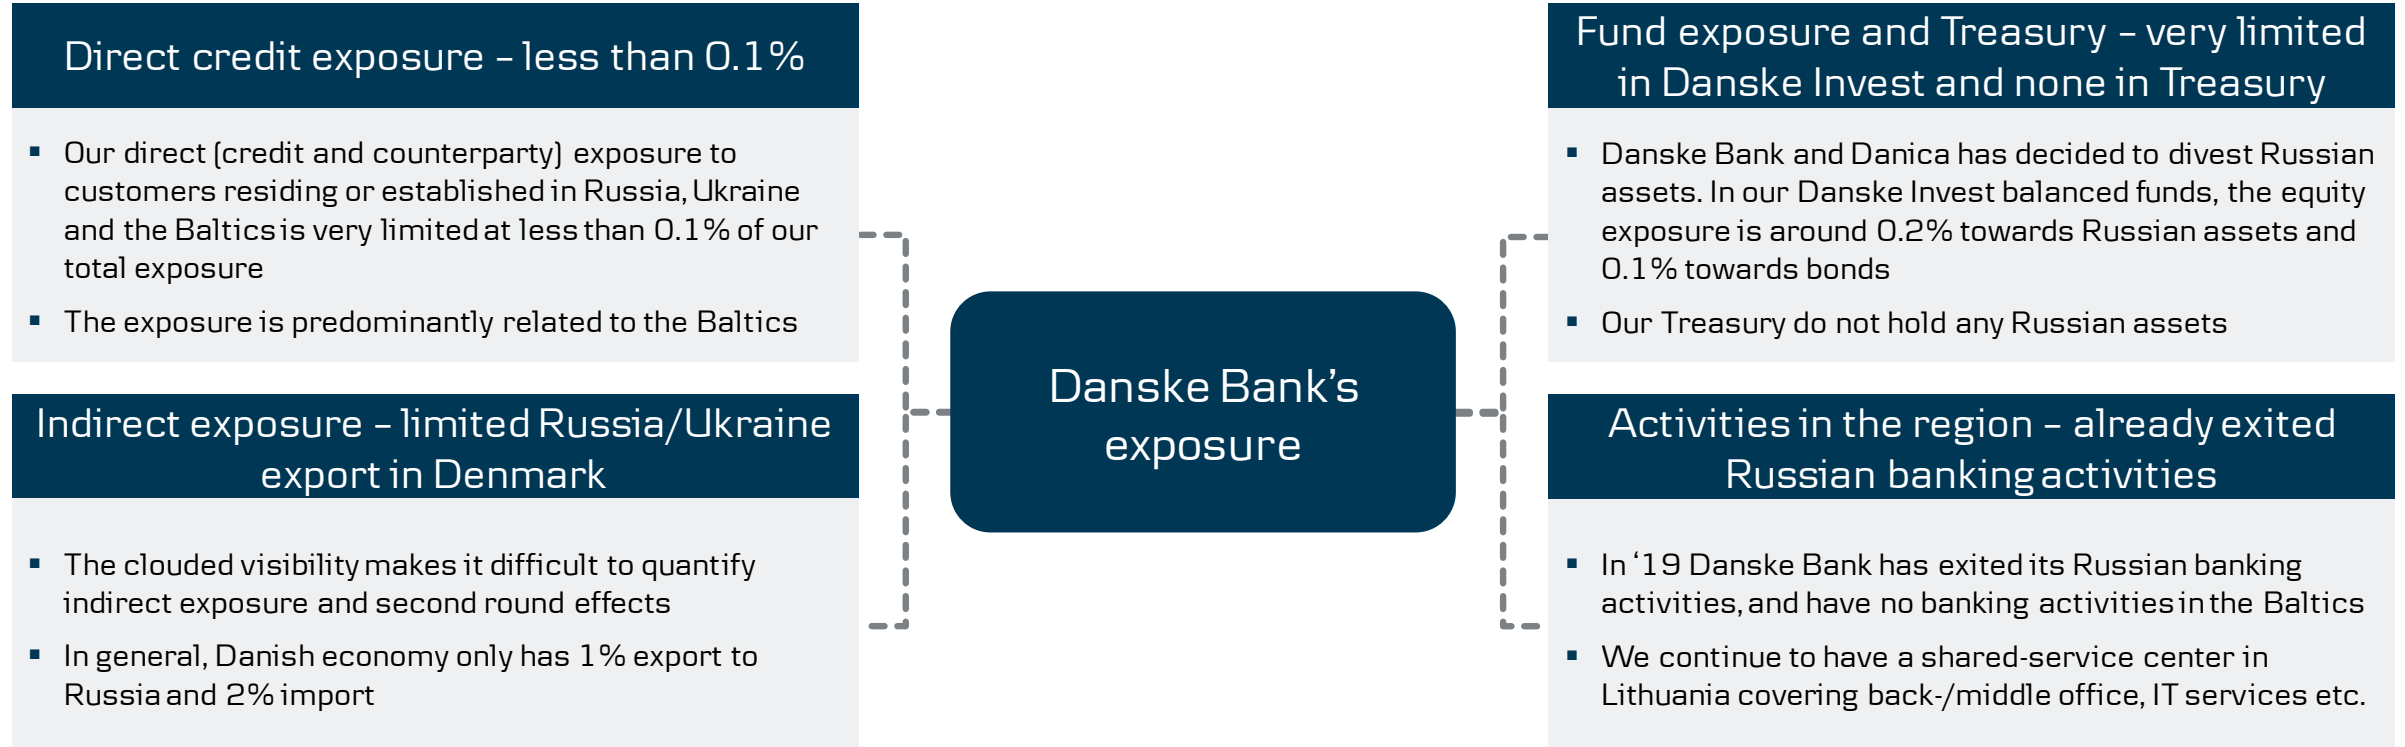 Direct credit exposure – less than 0.1%
▪ Our direct (credit and counterparty) exposure to
customers residing or established in Russia, Ukraine
and the Baltics is very limited at less than 0.1% of our
total exposure
▪ The exposure is predominantly related to the Baltics
Indirect exposure – limited Russia/Ukraine
export in Denmark
▪ The clouded visibility makes it difficult to quantify
indirect exposure and second round effects
▪ In general, Danish economy only has 1% export to
Russia and 2% import
Danske Bank’s
exposure
Fund exposure and Treasury – very limited
in Danske Invest and none in Treasury
▪ Danske Bank and Danica has decided to divest Russian
assets. In our Danske Invest balanced funds, the equity
exposure is around 0.2% towards Russian assets and
0.1% towards bonds
▪ Our Treasury do not hold any Russian assets
Activities in the region – already exited
Russian banking activities
▪ In ‘19 Danske Bank has exited its Russian banking
activities, and have no banking activities in the Baltics
▪ We continue to have a shared-service center in
Lithuania covering back-/middle office, IT services etc.